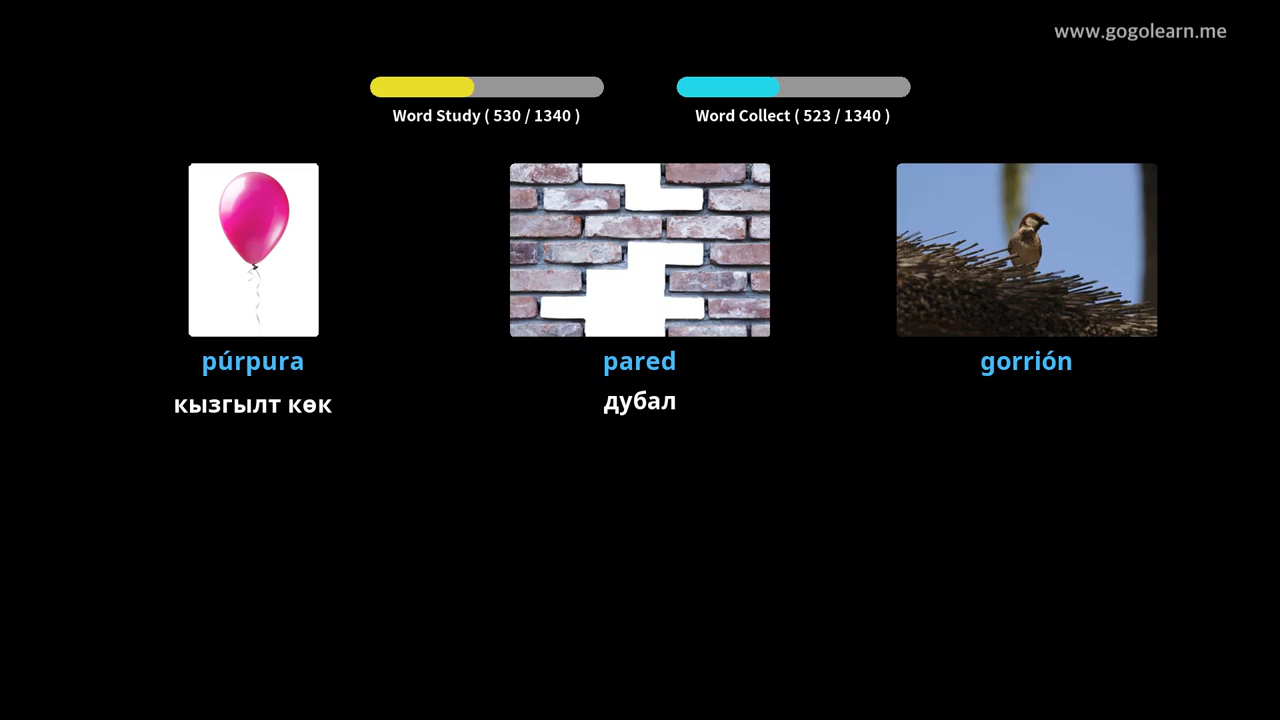 www.gogolearn.me
Word Study ( 530 / 1340 )
Word Collect ( 523 / 1340 )
púrpura
pared
gorrión
кызгылт көк
дубал